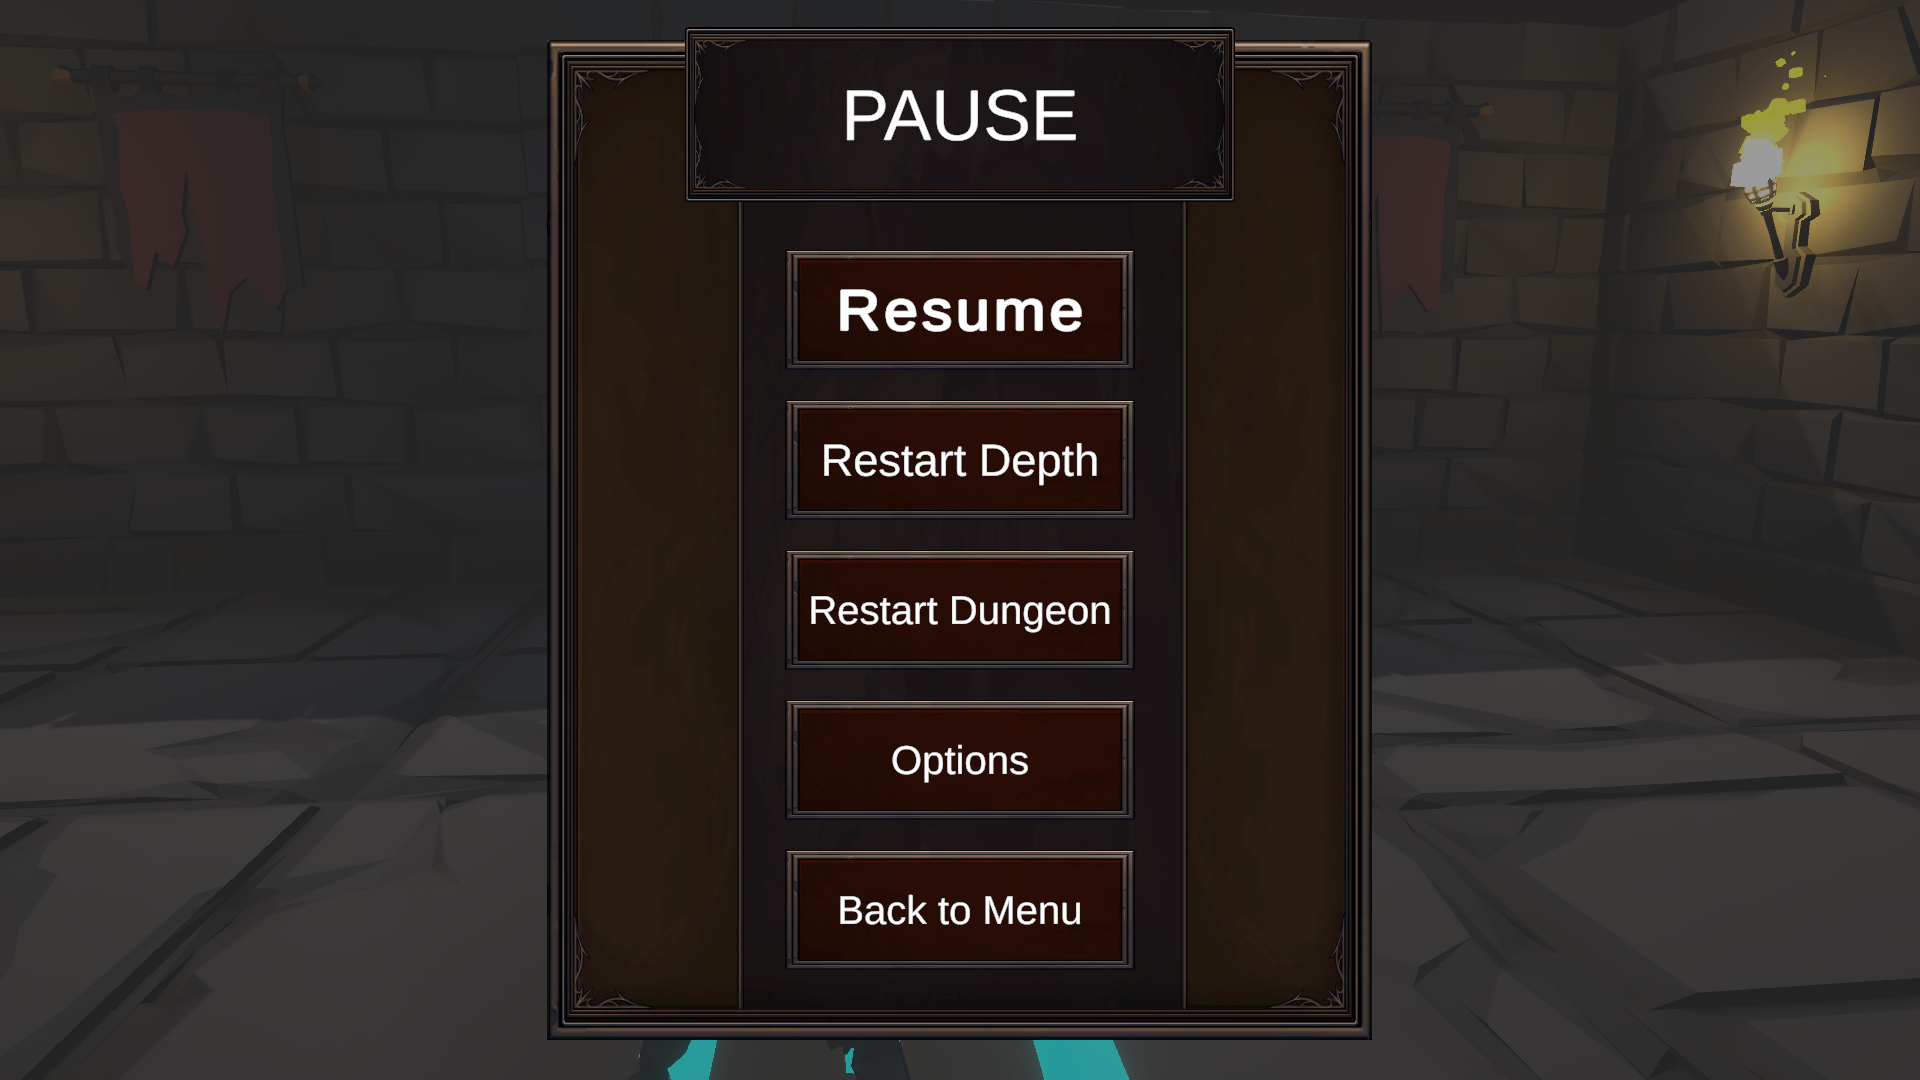 PAUSE
Resume
Restart Depth
Restart Dungeon
Options
Back to Menu